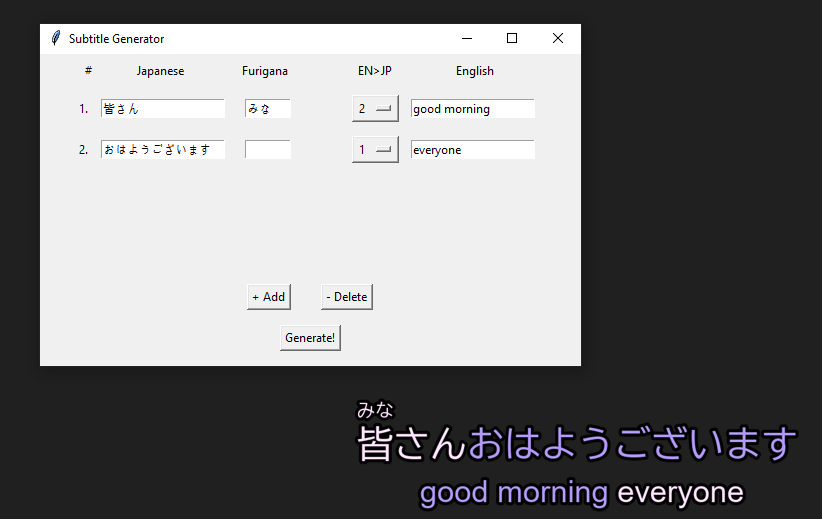 Subtitle Generator
# Japanese Furigana EN>JP English
1. 皆さん みな 2 good morning
2. おはようございます 1 everyone
+ Add - Delete
Generate!
みな
皆さんおはようございます
good morning everyone